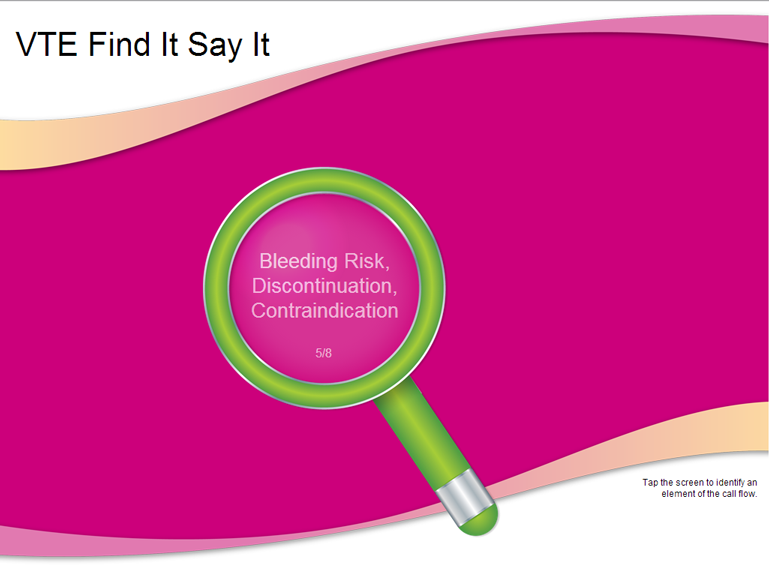 VTE Find It Say It
Bleeding Risk,
Discontinuation,
Contraindication
5/8
Tap the screen to identify an
element of the call flow.